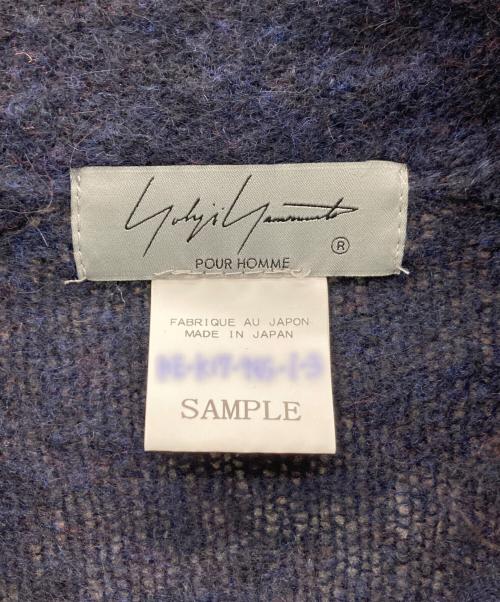 Yohji Yamamoto
®
POUR HOMME
FABRIQUE AU JAPON
MADE IN JAPAN
SAMPLE